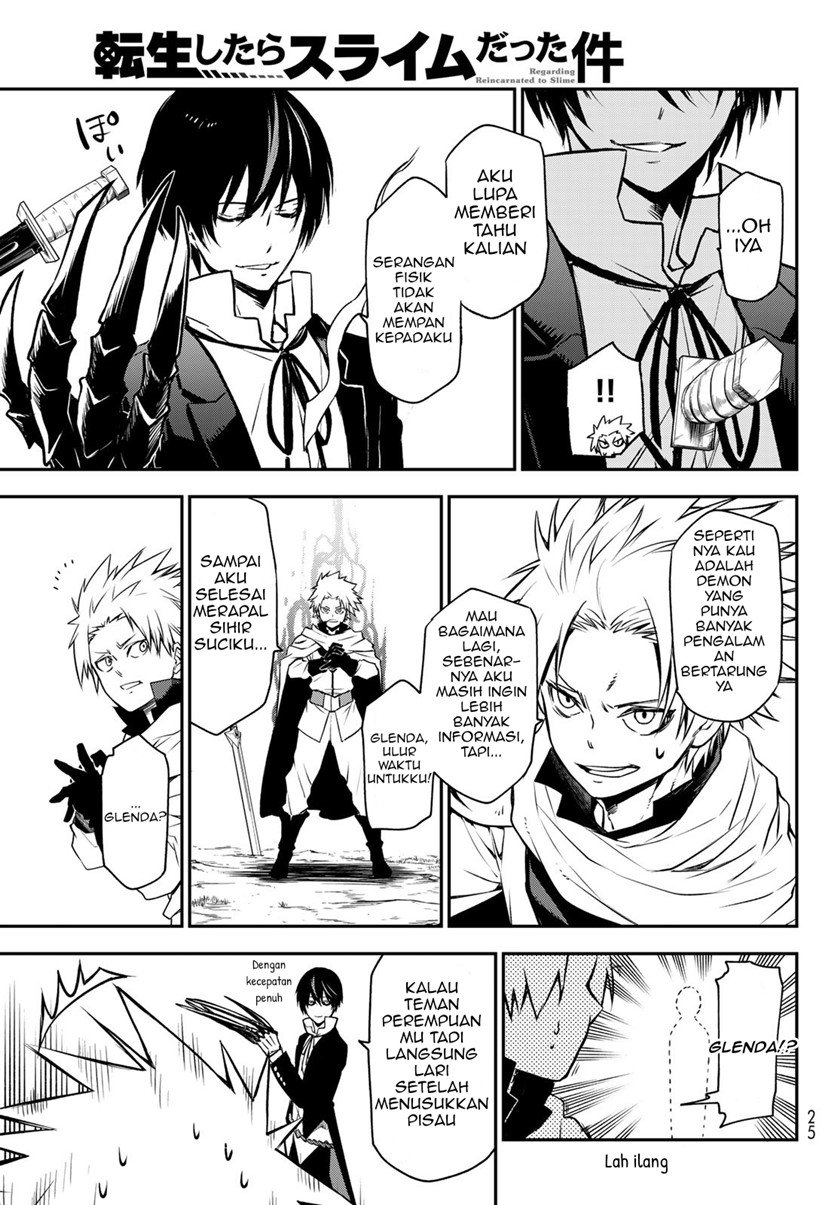 転生したらスライムだった件
Regarding
Reincarnated to Slime
...OH
IYA
!!
AKU
LUPA
MEMBERI
TAHU
KALIAN
SERANGAN
FISIK
TIDAK
AKAN
MEMPAN
KEPADAKU
ぽい
SEPERTI
NYA KAU
ADALAH
DEMON
YANG
PUNYA
BANYAK
PENGALAM
AN
BERTARUNG
YA
MAU
BAGAIMANA
LAGI,
SEBENAR-
NYA AKU
MASIH INGIN
LEBIH
BANYAK
INFORMASI,
TAPI...
GLENDA, ULUR
WAKTU
UNTUKKU!
SAMPAI
AKU
SELESAI
MERAPAL
SIHIR
SUCIKU...
...
GLENDA?
GLENDA!?
Lah ilang
KALAU
TEMAN
PEREMPUAN
MU TADI
LANGSUNG
LARI
SETELAH
MENUSUKKAN
PISAU
Dengan
kecepatan
penuh
25